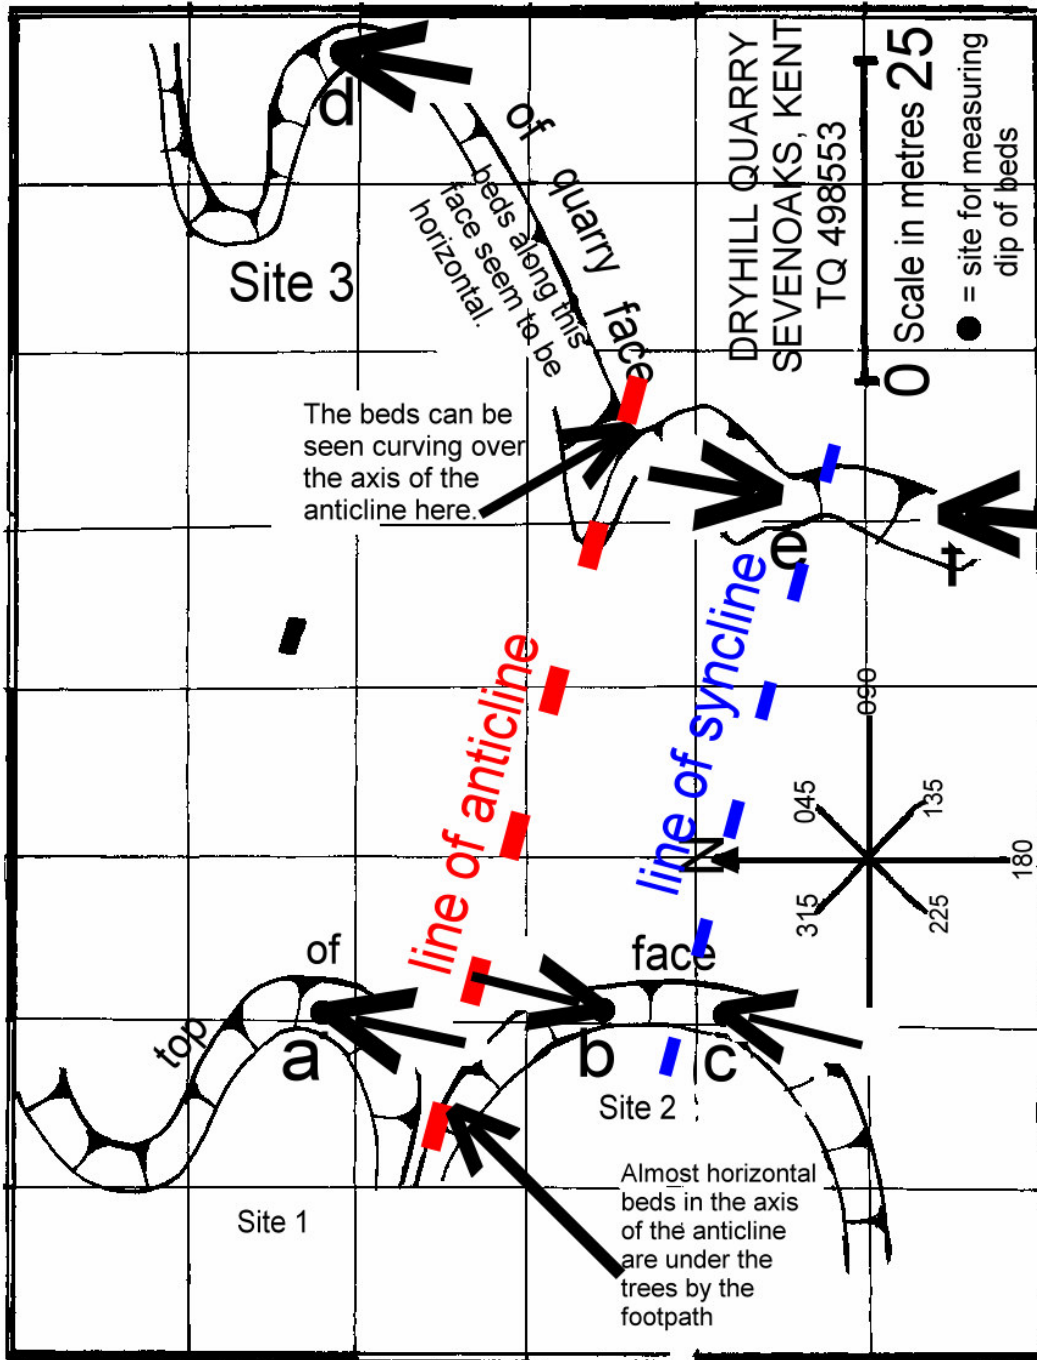 d
Site 3
of quarry face
beds along this
face seem to be
horizontal.
DRYHILL QUARRY
SEVENOAKS, KENT
TQ 498553
0 Scale in metres 25
= site for measuring
dip of beds
The beds can be
seen curving over
the axis of the
anticline here.
e
f
line of anticline
line of syncline
N
045
090
135
180
225
315
top of face
a
b
c
Site 1
Site 2
Almost horizontal
beds in the axis
of the anticline
are under the
trees by the
footpath